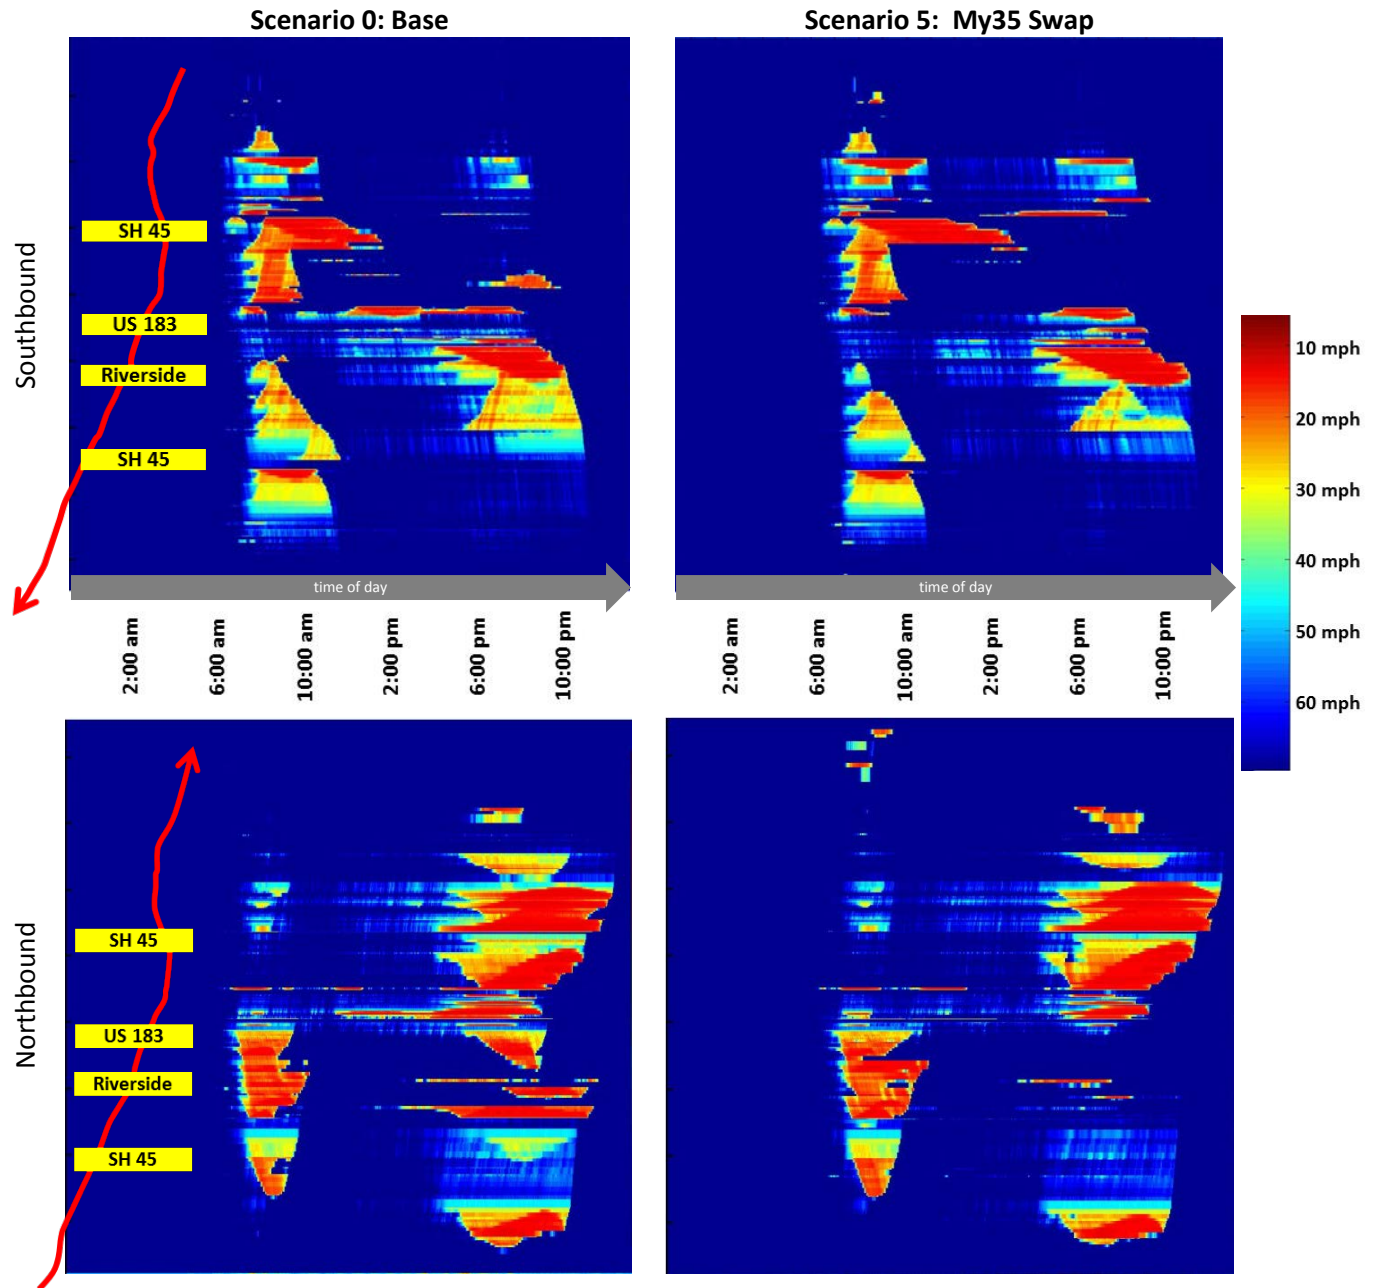 Scenario 0: Base
Scenario 5:  My35 Swap
Southbound
SH 45
US 183
Riverside
SH 45
time of day
time of day
10 mph
20 mph
30 mph
40 mph
50 mph
60 mph
2:00 am
6:00 am
10:00 am
2:00 pm
6:00 pm
10:00 pm
2:00 am
6:00 am
10:00 am
2:00 pm
6:00 pm
10:00 pm
Northbound
SH 45
US 183
Riverside
SH 45